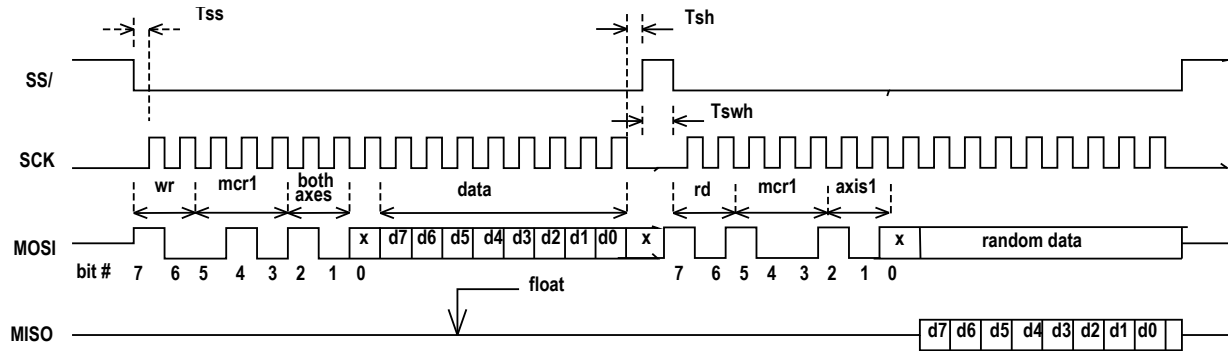 Tss
Tsh
SS/
Tswh
SCK
wr
mcr1
both
axes
data
rd
mcr1
axis1
MOSI
x
d7
d6
d5
d4
d3
d2
d1
d0
x
x
random data
bit #
7
6
5
4
3
2
1
0
7
6
5
4
3
2
1
0
float
MISO
d7
d6
d5
d4
d3
d2
d1
d0